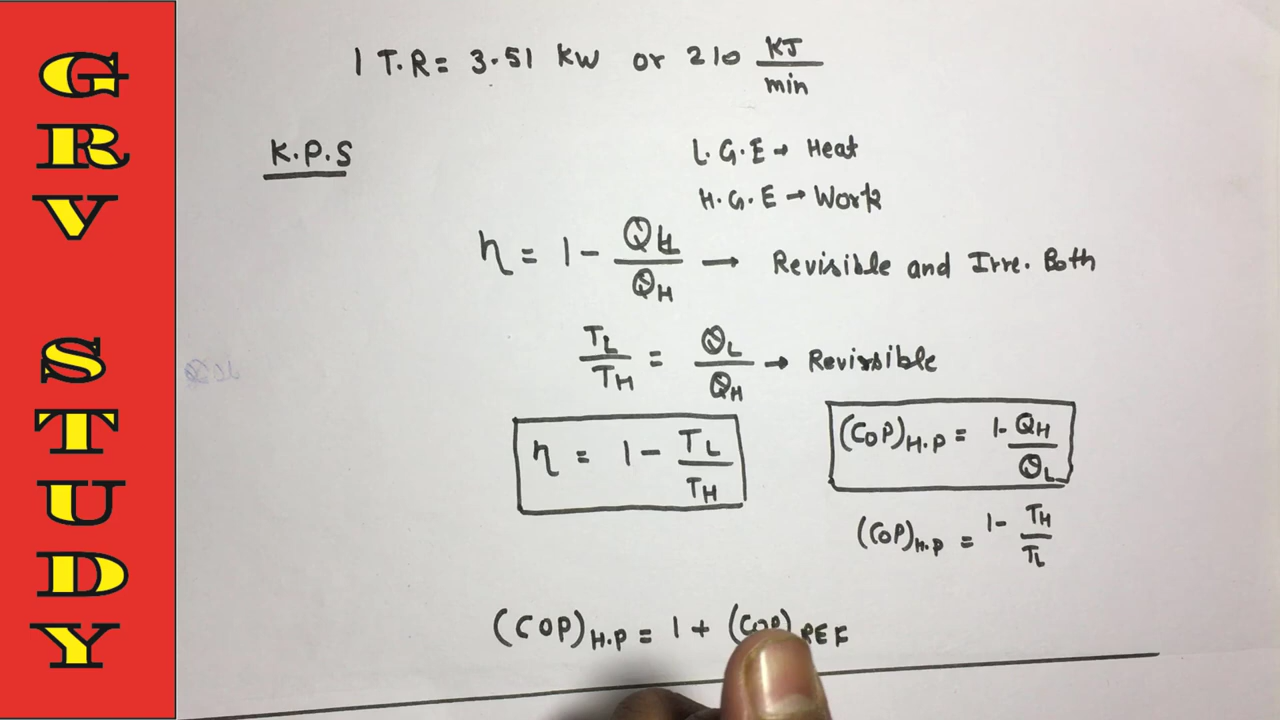 GRV STUDY
1 T.R = 3.51 KW or 210 KJ/min
K.P.S
L.G.E → Heat
H.G.E → Work
η = 1 - QL/QH → Revisible and Irre. Both
TL/TH = QL/QH → Revissible
η = 1 - TL/TH
(COP)H.P = 1 - QH/QL
(COP)H.P = 1 - TH/TL
(COP)H.P = 1 + (COP)REF